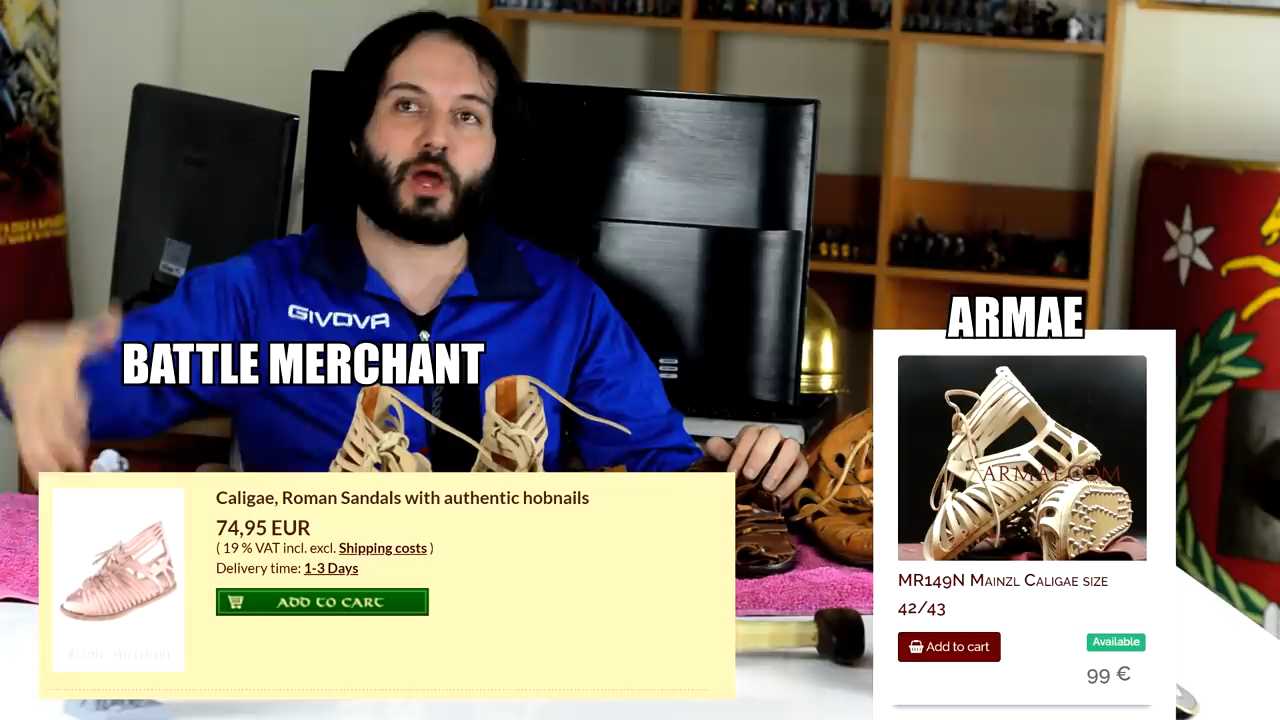 GIVOVA
BATTLE MERCHANT
Caligae, Roman Sandals with authentic hobnails
74,95 EUR
( 19 % VAT incl. excl. Shipping costs )
Delivery time: 1-3 Days
ADD TO CART
Battle Merchant
ARMAE
ARMAE.COM
MR149N Mainzl Caligae size
42/43
Add to cart
Available
99 €